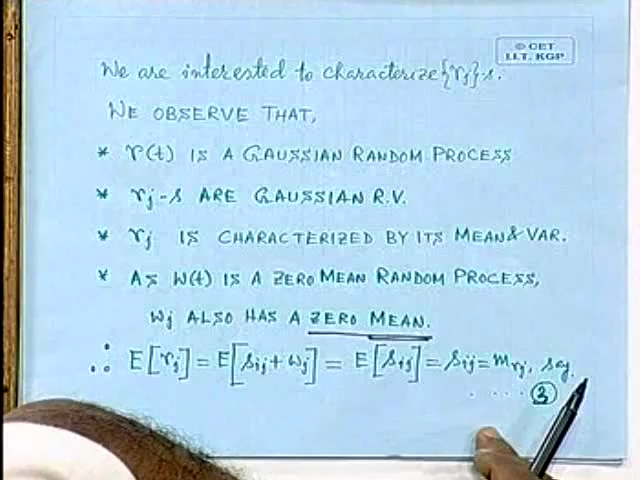 © CET
I.I.T. KGP
We are interested to characterize {rj}-s.
WE OBSERVE THAT,
* r(t) IS A GAUSSIAN RANDOM PROCESS
* rj-s ARE GAUSSIAN R.V.
* rj IS CHARACTERIZED BY ITS MEAN & VAR.
* AS W(t) IS A ZERO MEAN RANDOM PROCESS,
wj ALSO HAS A ZERO MEAN.
∴ E[rj] = E[sij + wj] = E[sij] = sij = mrj, say.
..... ③